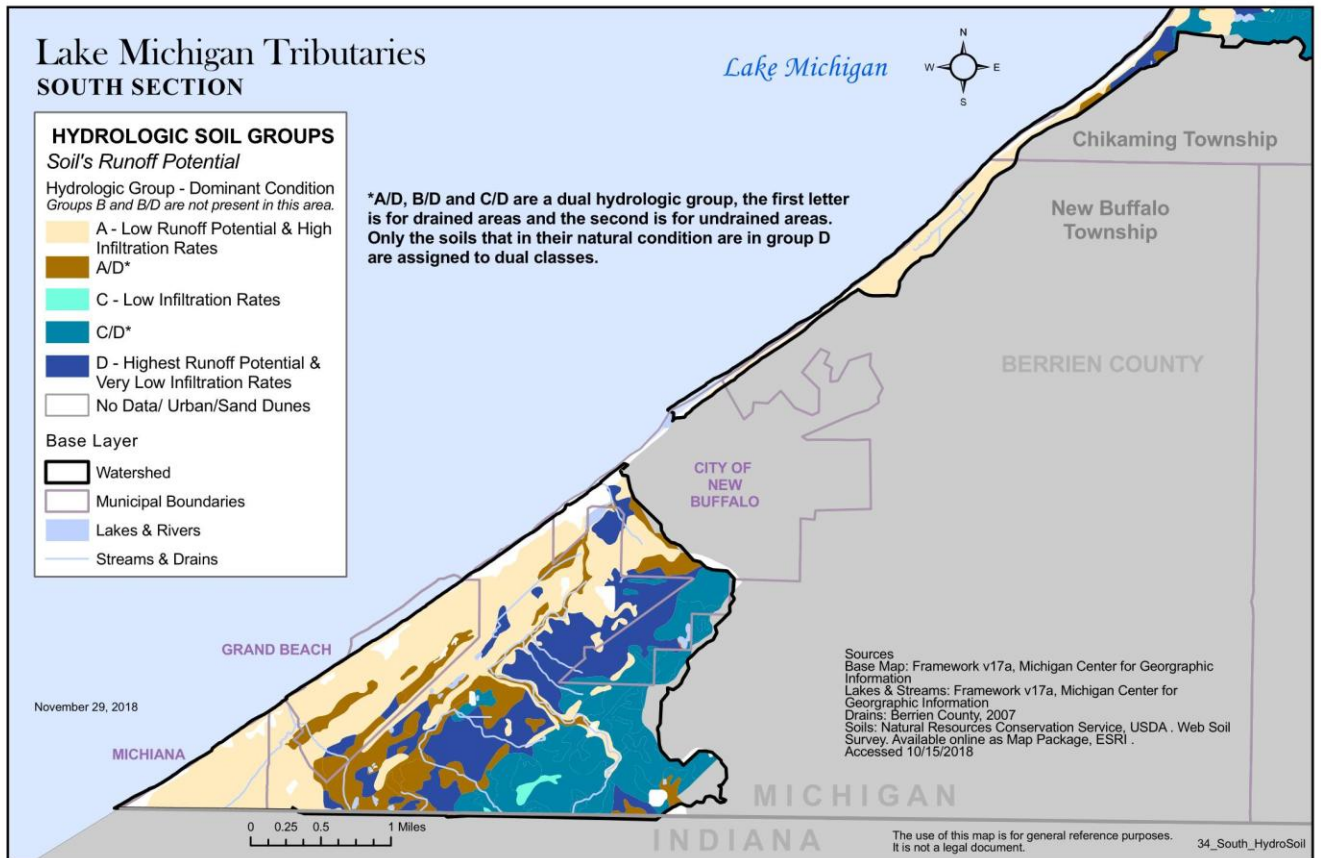 Lake Michigan Tributaries
SOUTH SECTION
HYDROLOGIC SOIL GROUPS
Soil's Runoff Potential
Hydrologic Group - Dominant Condition
Groups B and B/D are not present in this area.
A - Low Runoff Potential & High
Infiltration Rates
A/D*
C - Low Infiltration Rates
C/D*
D - Highest Runoff Potential &
Very Low Infiltration Rates
No Data/ Urban/Sand Dunes
Base Layer
Watershed
Municipal Boundaries
Lakes & Rivers
Streams & Drains
*A/D, B/D and C/D are a dual hydrologic group, the first letter
is for drained areas and the second is for undrained areas.
Only the soils that in their natural condition are in group D
are assigned to dual classes.
Lake Michigan
N
W
E
S
Chikaming Township
New Buffalo
Township
BERRIEN COUNTY
CITY OF
NEW
BUFFALO
GRAND BEACH
MICHIANA
November 29, 2018
Sources
Base Map: Framework v17a, Michigan Center for Georgraphic
Information
Lakes & Streams: Framework v17a, Michigan Center for
Georgraphic Information
Drains: Berrien County, 2007
Soils: Natural Resources Conservation Service, USDA . Web Soil
Survey. Available online as Map Package, ESRI .
Accessed 10/15/2018
MICHIGAN
INDIANA
0 0.25 0.5 1 Miles
The use of this map is for general reference purposes.
It is not a legal document.
34_South_HydroSoil